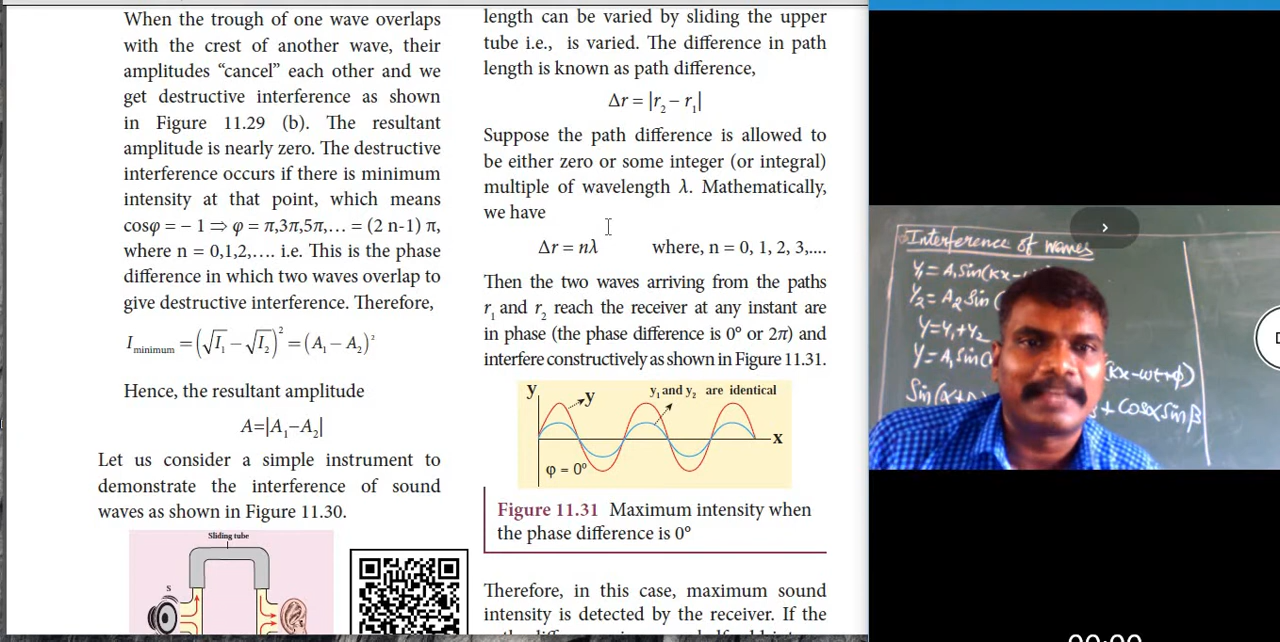 When the trough of one wave overlaps
with the crest of another wave, their
amplitudes “cancel” each other and we
get destructive interference as shown
in Figure 11.29 (b). The resultant
amplitude is nearly zero. The destructive
interference occurs if there is minimum
intensity at that point, which means
cosφ = − 1 ⇒ φ = π,3π,5π,... = (2 n-1) π,
where n = 0,1,2,.... i.e. This is the phase
difference in which two waves overlap to
give destructive interference. Therefore,
I minimum = (√I₁ − √I₂)² = (A₁ − A₂)²
Hence, the resultant amplitude
A=|A₁−A₂|
Let us consider a simple instrument to
demonstrate the interference of sound
waves as shown in Figure 11.30.
Sliding tube
S
length can be varied by sliding the upper
tube i.e., is varied. The difference in path
length is known as path difference,
Δr = |r₂ − r₁|
Suppose the path difference is allowed to
be either zero or some integer (or integral)
multiple of wavelength λ. Mathematically,
we have
Δr = nλ where, n = 0, 1, 2, 3,....
Then the two waves arriving from the paths
r₁ and r₂ reach the receiver at any instant are
in phase (the phase difference is 0° or 2π) and
interfere constructively as shown in Figure 11.31.
y
y
y₁ and y₂ are identical
x
φ = 0°
Figure 11.31 Maximum intensity when
the phase difference is 0°
Therefore, in this case, maximum sound
intensity is detected by the receiver. If the
Interference of waves
Y₁ = A₁ Sin(kx-
Y₂ = A₂ Sin (
Y = Y₁ + Y₂
Y = A₁ Sin(
(kx-wt+φ)
+ Cosα Sin β